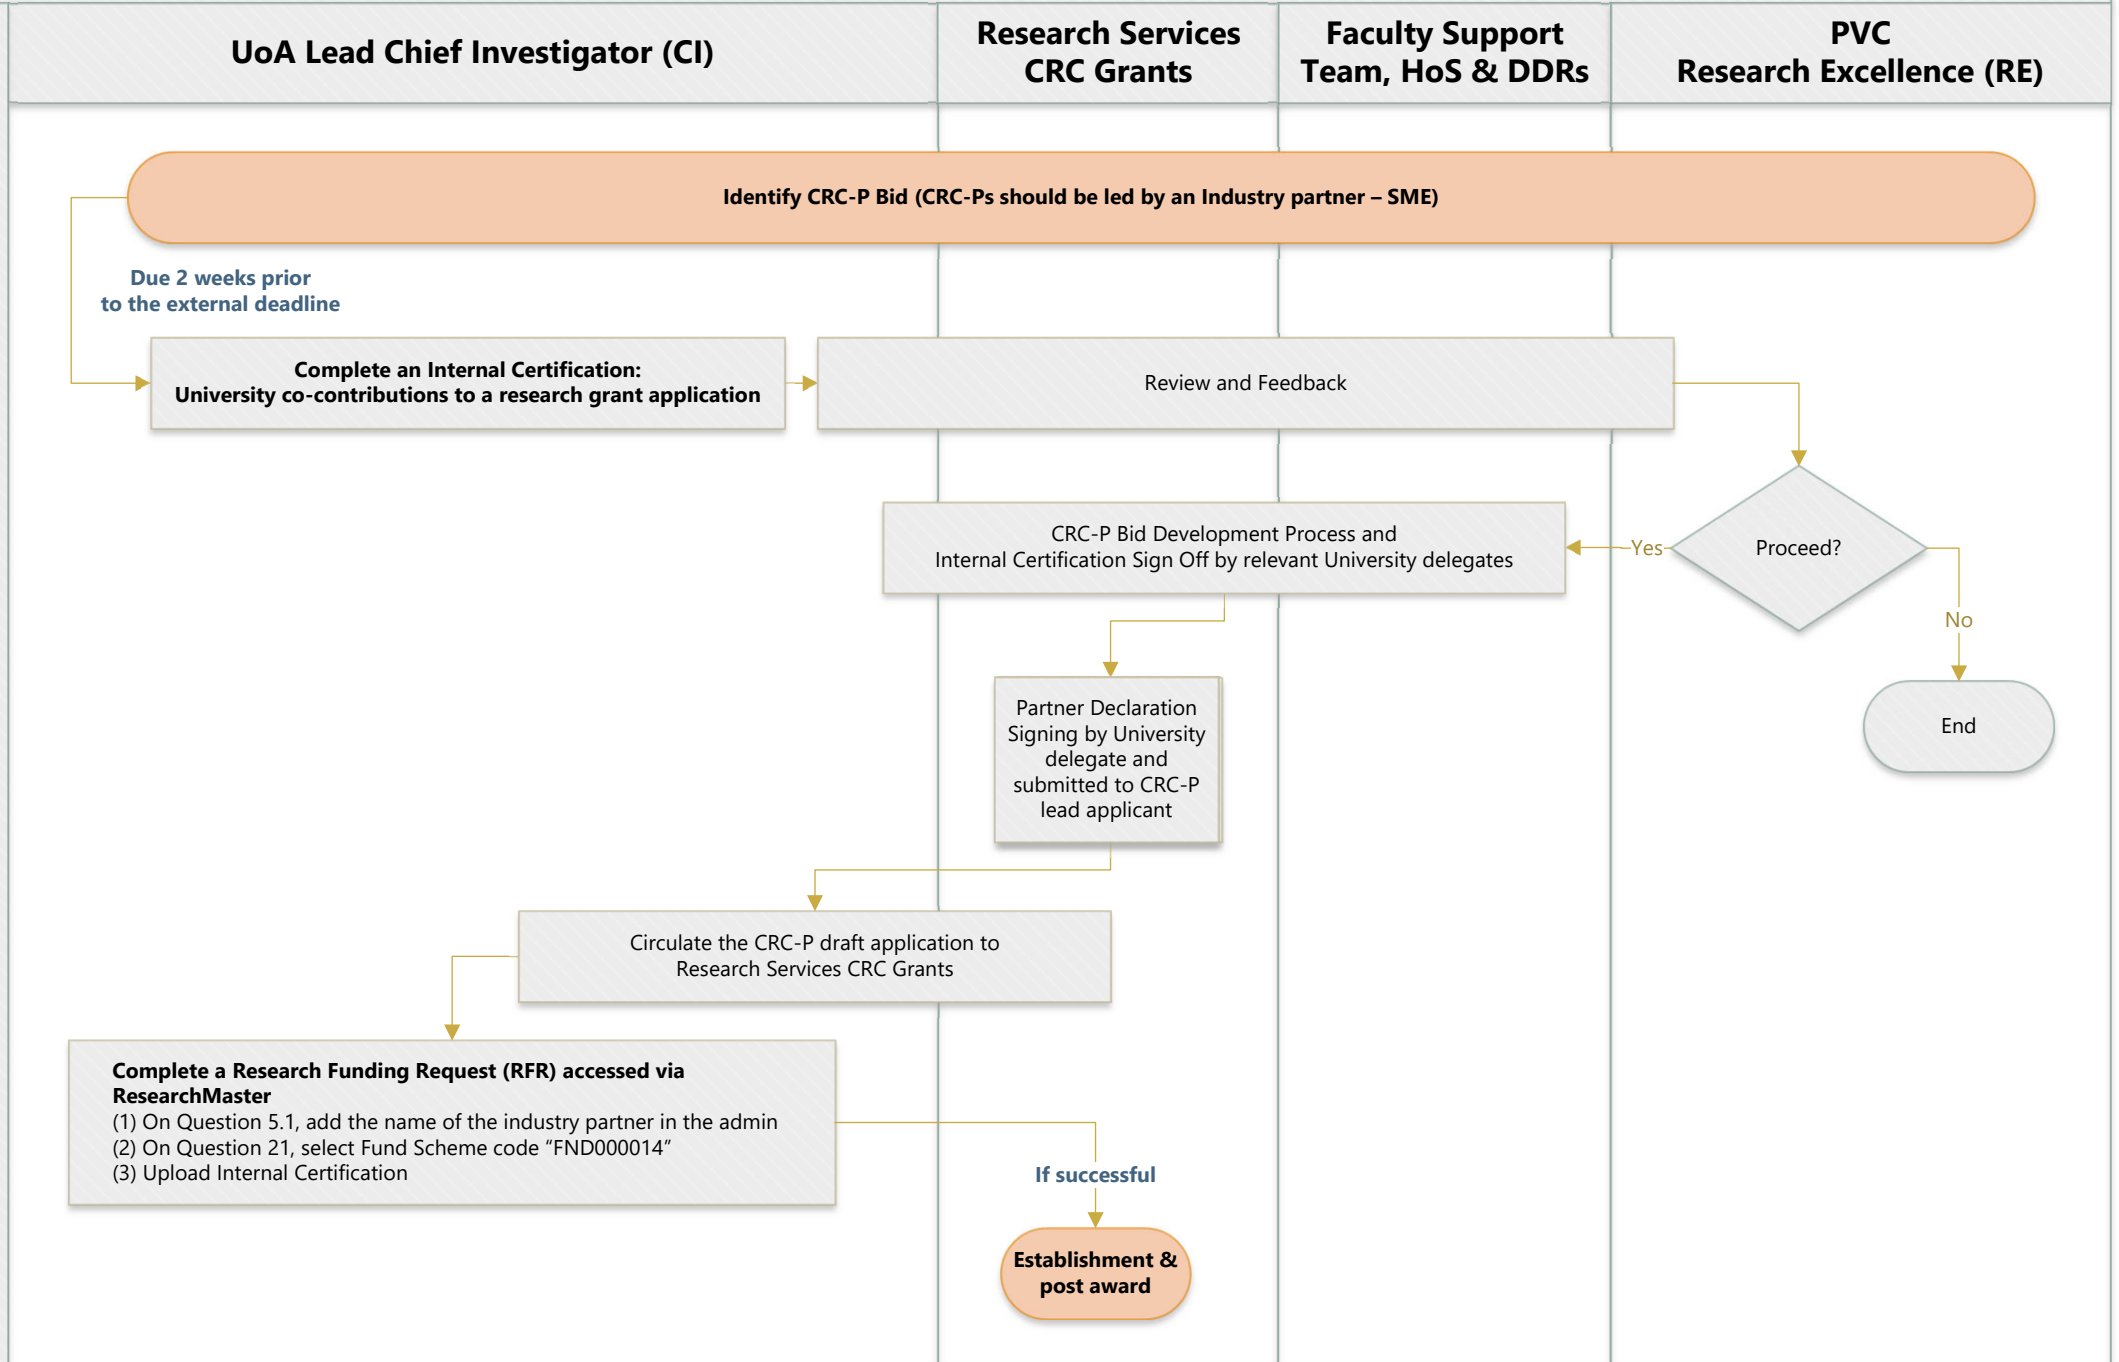 UoA Lead Chief Investigator (CI)
Research Services
CRC Grants
Faculty Support
Team, HoS & DDRs
PVC
Research Excellence (RE)
Identify CRC-P Bid (CRC-Ps should be led by an Industry partner – SME)
Due 2 weeks prior
to the external deadline
Complete an Internal Certification:
University co-contributions to a research grant application
Review and Feedback
CRC-P Bid Development Process and
Internal Certification Sign Off by relevant University delegates
Yes
Proceed?
No
End
Partner Declaration
Signing by University
delegate and
submitted to CRC-P
lead applicant
Circulate the CRC-P draft application to
Research Services CRC Grants
Complete a Research Funding Request (RFR) accessed via
ResearchMaster
(1) On Question 5.1, add the name of the industry partner in the admin
(2) On Question 21, select Fund Scheme code “FND000014”
(3) Upload Internal Certification
If successful
Establishment &
post award